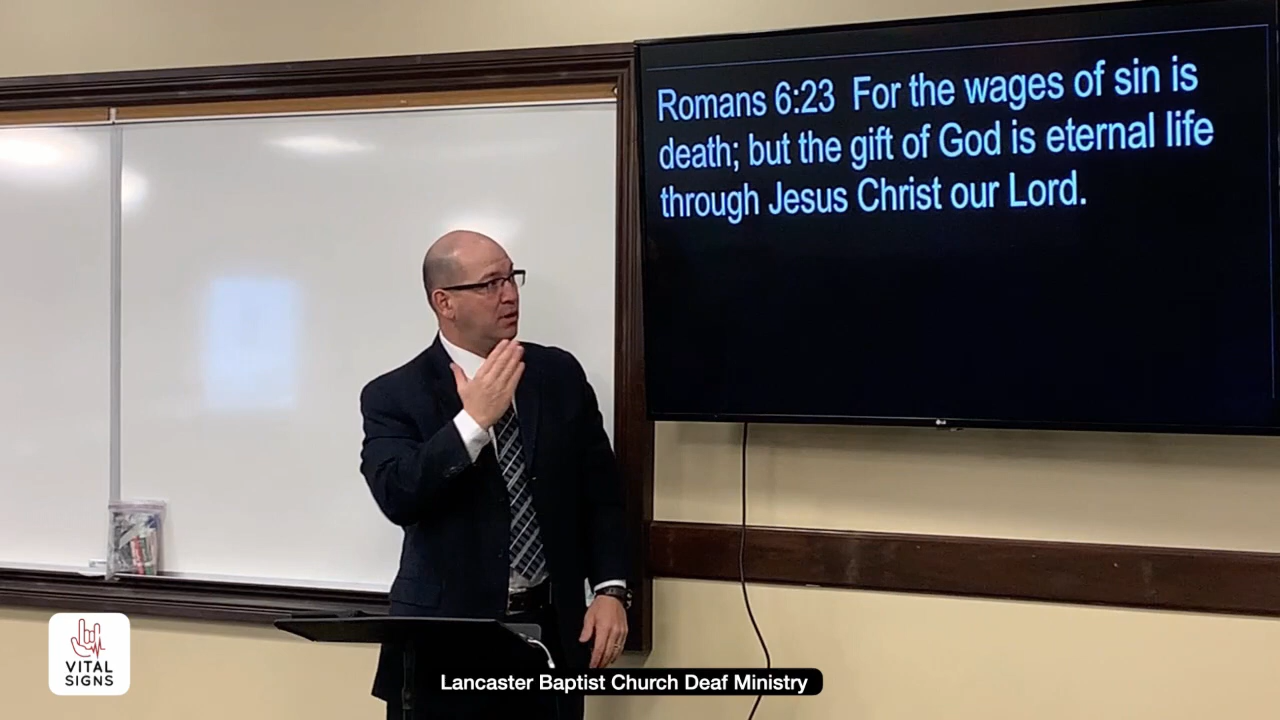 Romans 6:23  For the wages of sin is
death; but the gift of God is eternal life
through Jesus Christ our Lord.
LG
VITAL
SIGNS
Lancaster Baptist Church Deaf Ministry